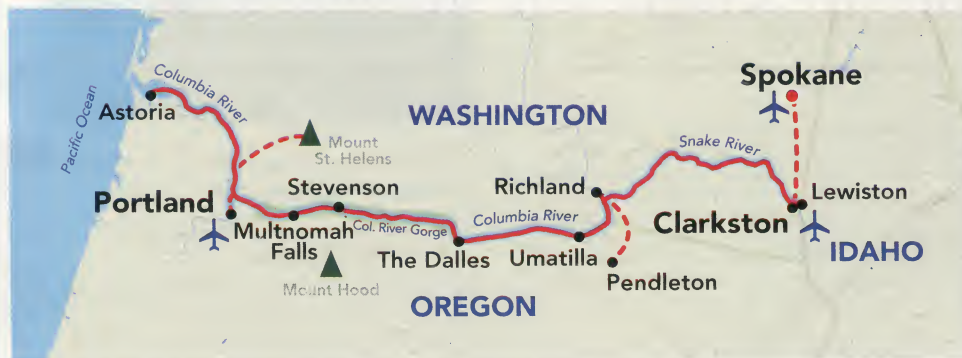 Pacific Ocean
Columbia River
Astoria
WASHINGTON
Spokane
Mount
St. Helens
Snake River
Portland
Stevenson
Richland
Lewiston
Multnomah
Falls
Col. River Gorge
Columbia River
Clarkston
The Dalles
Umatilla
IDAHO
Mount Hood
Pendleton
OREGON